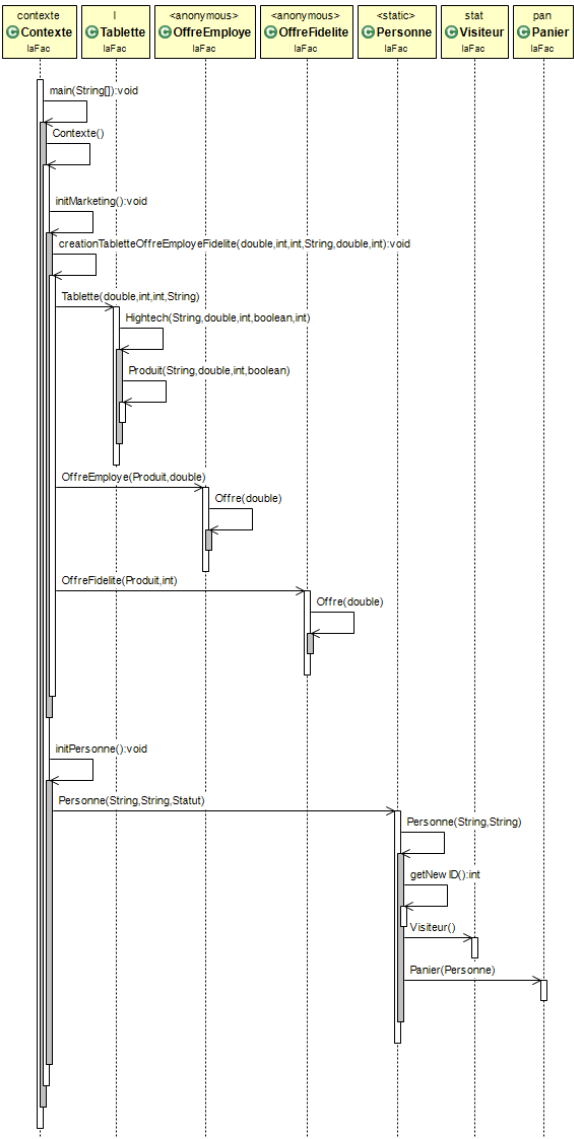 contexte
Contexte
laFac
l
Tablette
laFac
<anonymous>
OffreEmploye
laFac
<anonymous>
OffreFidelite
laFac
<static>
Personne
laFac
stat
Visiteur
laFac
pan
Panier
laFac
main(String[]):void
Contexte()
initMarketing():void
creationTabletteOffreEmployeFidelite(double,int,int,String,double,int):void
Tablette(double,int,int,String)
Hightech(String,double,int,boolean,int)
Produit(String,double,int,boolean)
OffreEmploye(Produit,double)
Offre(double)
OffreFidelite(Produit,int)
Offre(double)
initPersonne():void
Personne(String,String,Statut)
Personne(String,String)
getNewID():int
Visiteur()
Panier(Personne)